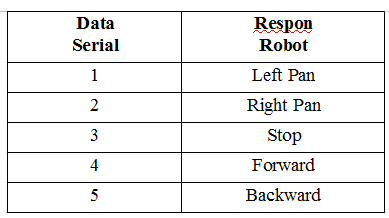 Data Respon
Serial Robot
1 Left Pan
2 Right Pan
3 Stop
4 Forward
5 Backward